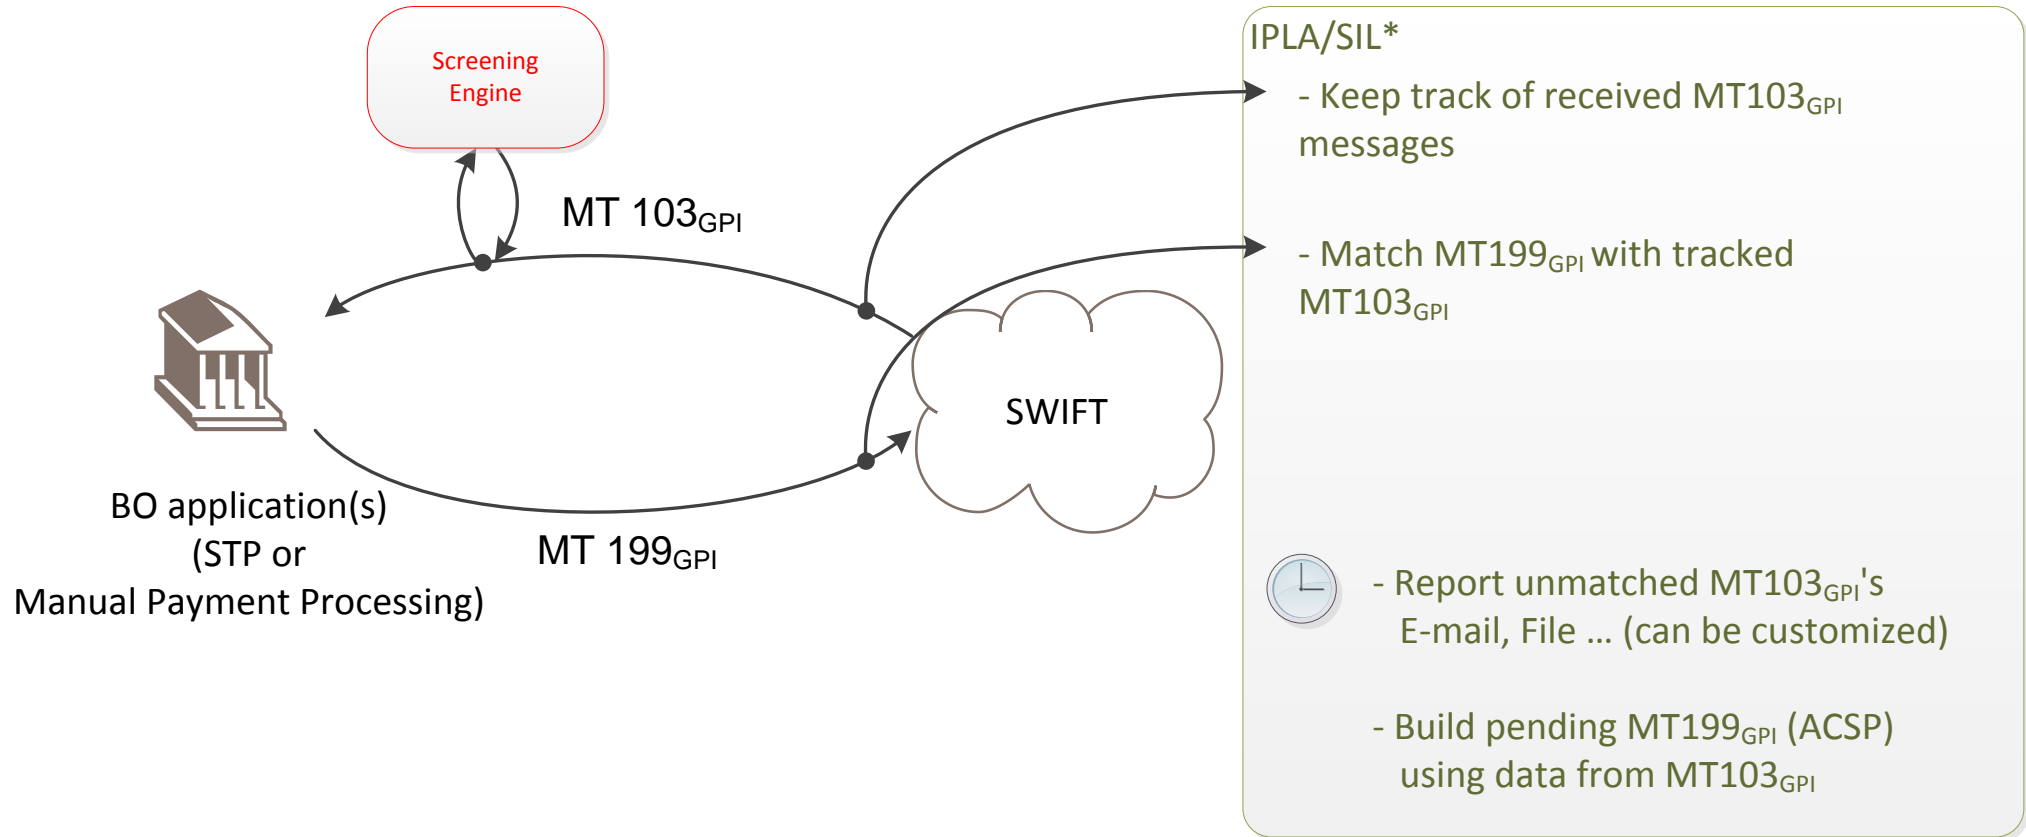 Screening
Engine
MT 103GPI
BO application(s)
(STP or
Manual Payment Processing)
MT 199GPI
SWIFT
IPLA/SIL*
- Keep track of received MT103GPI
messages
- Match MT199GPI with tracked
MT103GPI
- Report unmatched MT103GPI's
E-mail, File ... (can be customized)
- Build pending MT199GPI (ACSP)
using data from MT103GPI